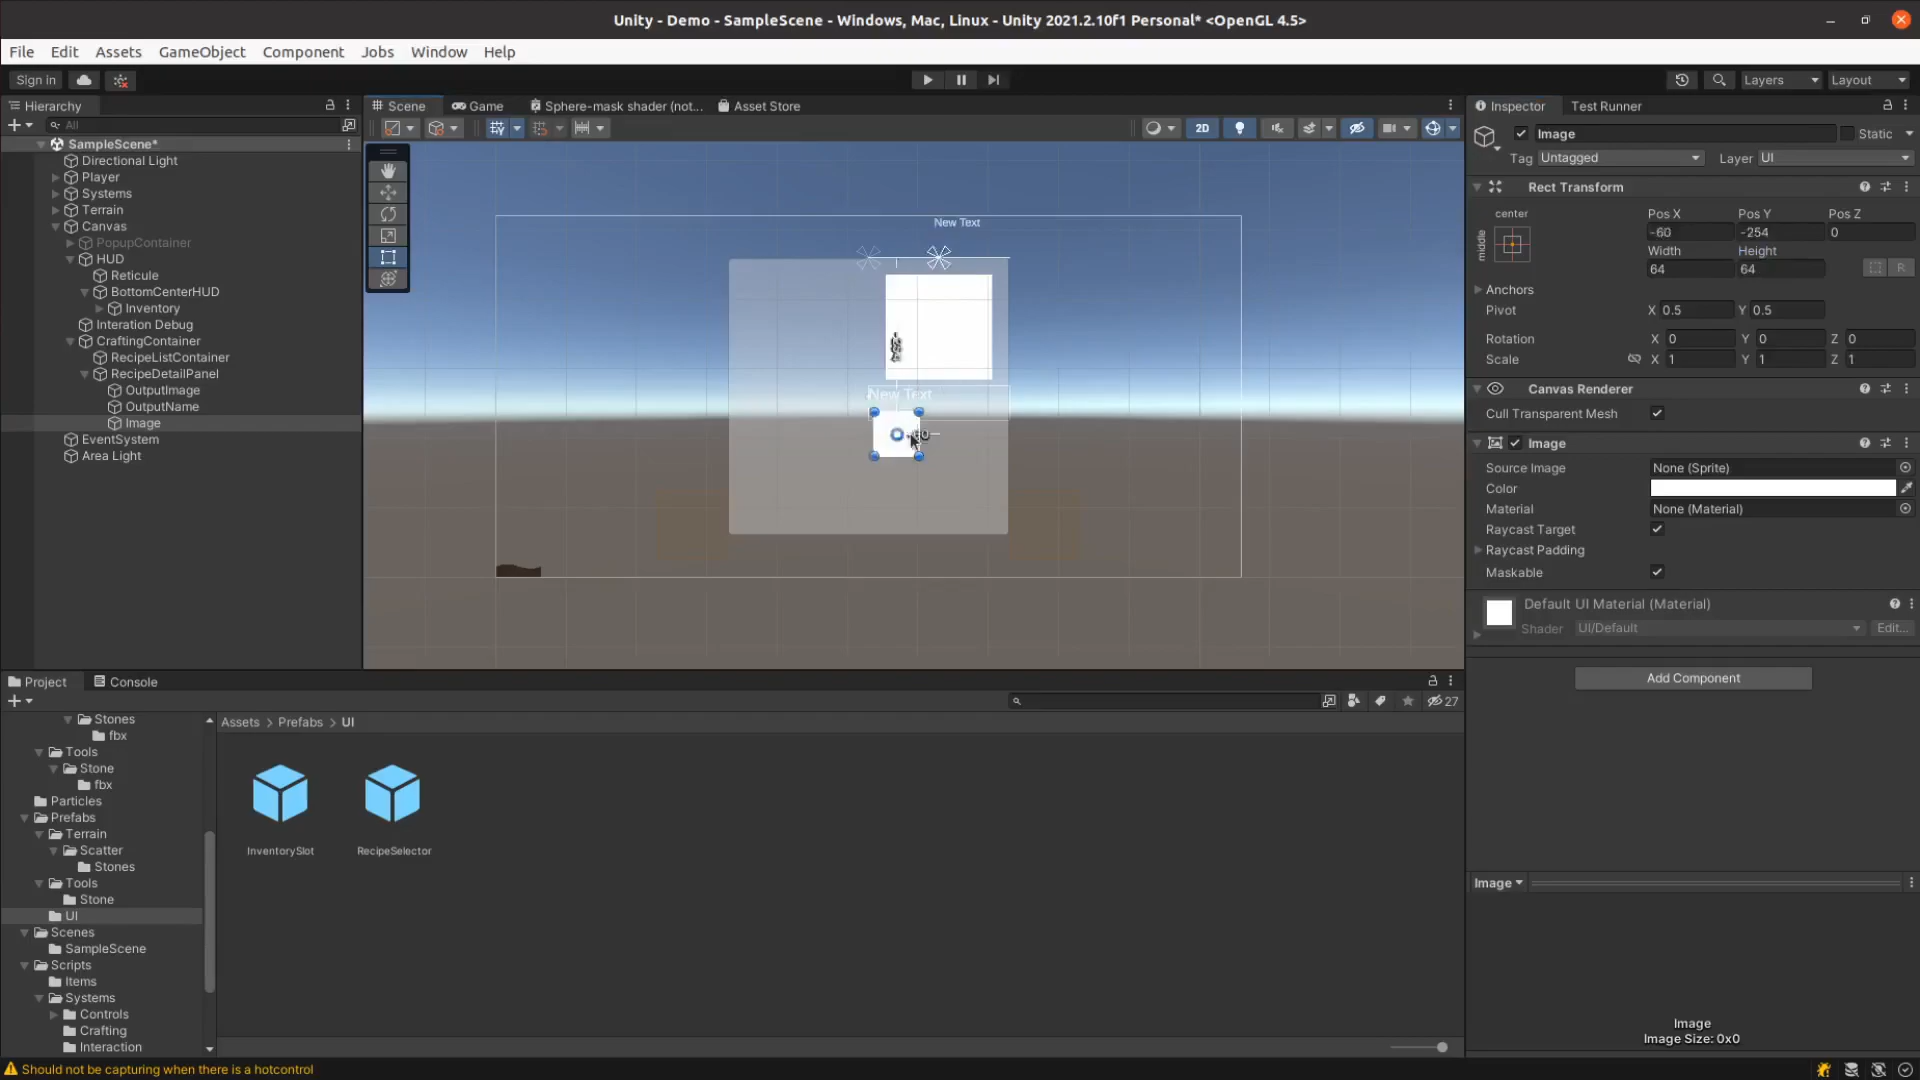 Unity - Demo - SampleScene - Windows, Mac, Linux - Unity 2021.2.10f1 Personal* <OpenGL 4.5>
File Edit Assets GameObject Component Jobs Window Help
Sign in
Layers Layout
Hierarchy
All
SampleScene*
Directional Light
Player
Systems
Terrain
Canvas
PopupContainer
HUD
Reticule
BottomCenterHUD
Inventory
Interation Debug
CraftingContainer
RecipeListContainer
RecipeDetailPanel
OutputImage
OutputName
Image
EventSystem
Area Light
Scene Game Sphere-mask shader (not... Asset Store
2D
New Text
New Text
Inspector Test Runner
Image Static
Tag Untagged Layer UI
Rect Transform
center
middle
Pos X Pos Y Pos Z
-60 -254 0
Width Height
64 64
R
Anchors
Pivot X 0.5 Y 0.5
Rotation X 0 Y 0 Z 0
Scale X 1 Y 1 Z 1
Canvas Renderer
Cull Transparent Mesh
Image
Source Image None (Sprite)
Color
Material None (Material)
Raycast Target
Raycast Padding
Maskable
Default UI Material (Material)
Shader UI/Default Edit...
Add Component
Image
Image
Image Size: 0x0
Project Console
27
Stones
fbx
Tools
Stone
fbx
Particles
Prefabs
Terrain
Scatter
Stones
Tools
Stone
UI
Scenes
SampleScene
Scripts
Items
Systems
Controls
Crafting
Interaction
Assets > Prefabs > UI
InventorySlot
RecipeSelector
Should not be capturing when there is a hotcontrol